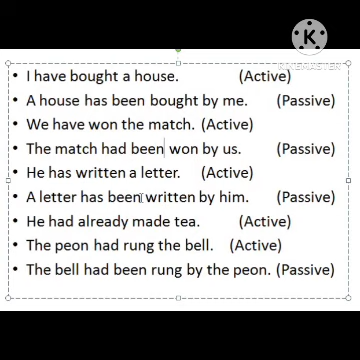 K
KINEMASTER
• I have bought a house. (Active)
• A house has been bought by me. (Passive)
• We have won the match. (Active)
• The match had been won by us. (Passive)
• He has written a letter. (Active)
• A letter has been written by him. (Passive)
• He had already made tea. (Active)
• The peon had rung the bell. (Active)
• The bell had been rung by the peon. (Passive)